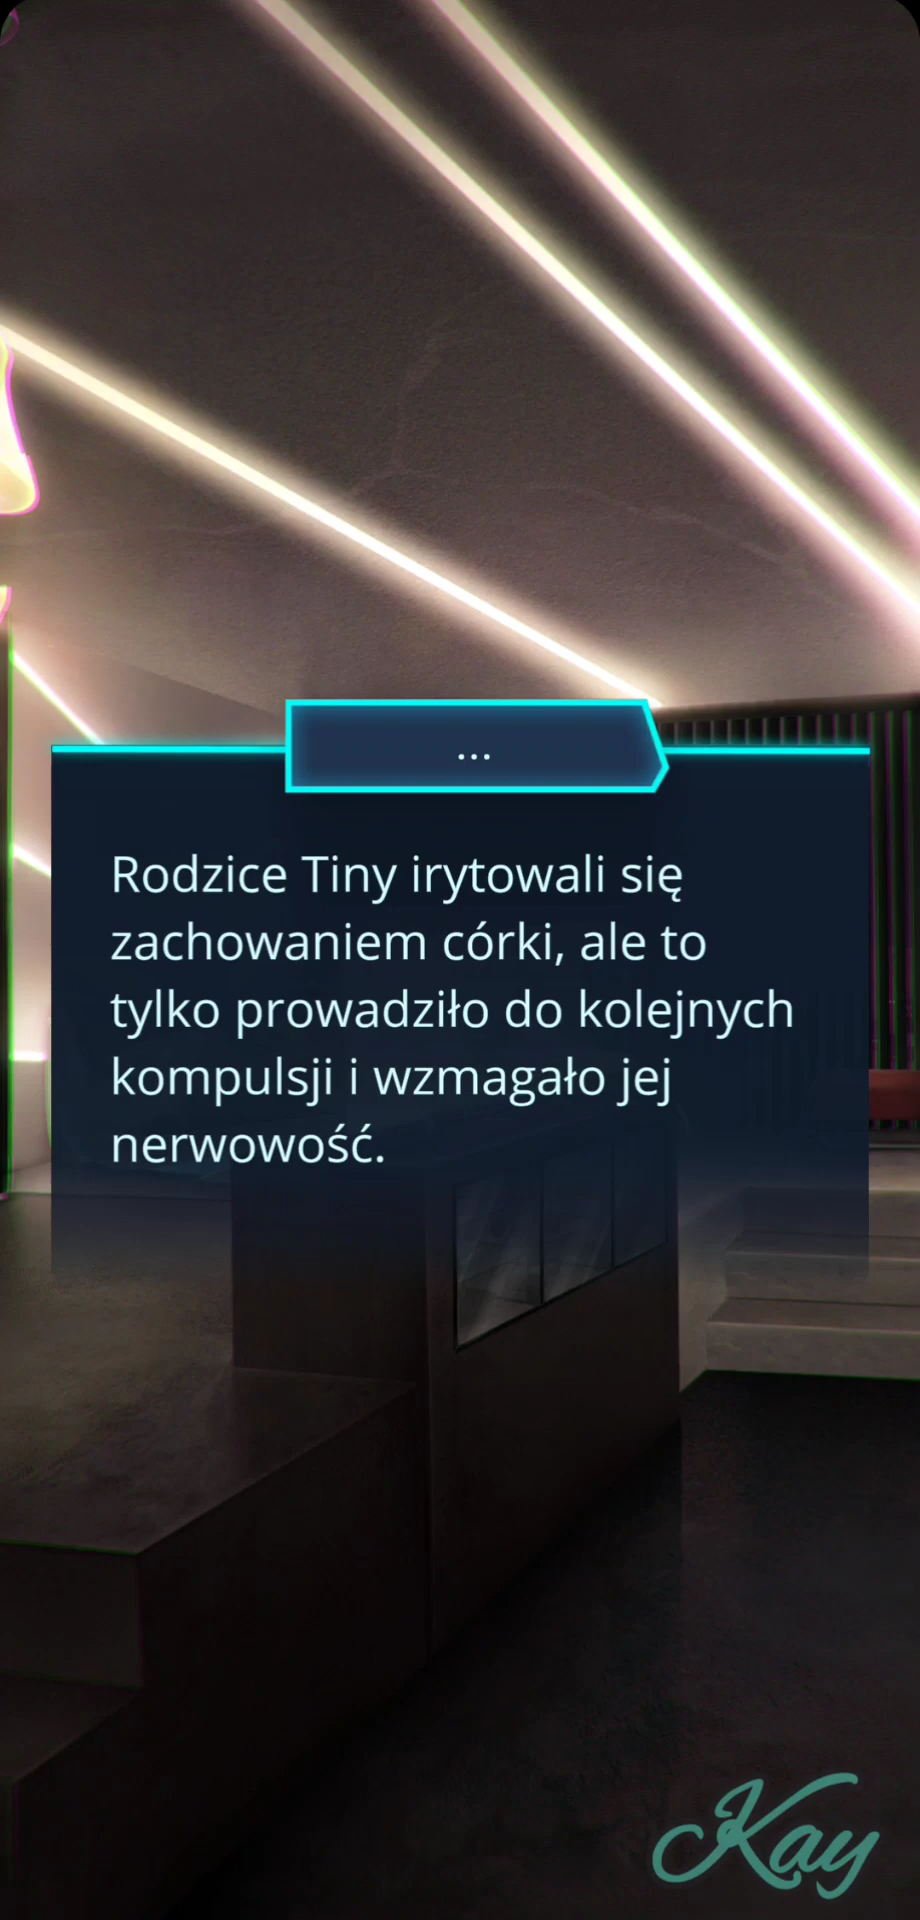 ...
Rodzice Tiny irytowali się
zachowaniem córki, ale to
tylko prowadziło do kolejnych
kompulsji i wzmagało jej
nerwowość.
Kay